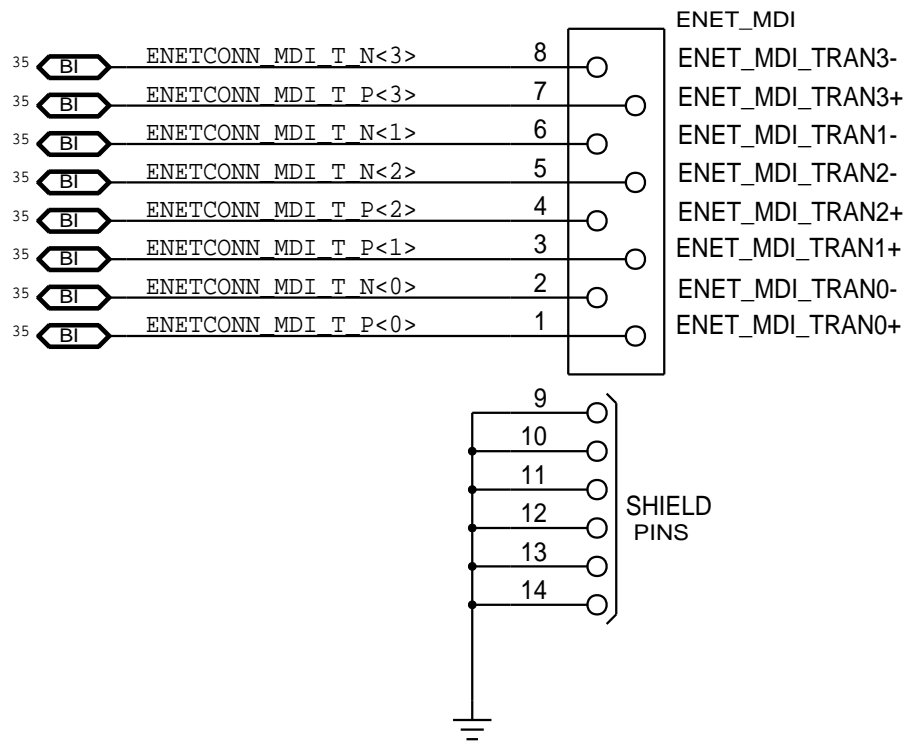 ENET_MDI
35 BI ENETCONN_MDI_T_N<3> 8 ENET_MDI_TRAN3-
35 BI ENETCONN_MDI_T_P<3> 7 ENET_MDI_TRAN3+
35 BI ENETCONN_MDI_T_N<1> 6 ENET_MDI_TRAN1-
35 BI ENETCONN_MDI_T_N<2> 5 ENET_MDI_TRAN2-
35 BI ENETCONN_MDI_T_P<2> 4 ENET_MDI_TRAN2+
35 BI ENETCONN_MDI_T_P<1> 3 ENET_MDI_TRAN1+
35 BI ENETCONN_MDI_T_N<0> 2 ENET_MDI_TRAN0-
35 BI ENETCONN_MDI_T_P<0> 1 ENET_MDI_TRAN0+
9
10
11
12
13
14
SHIELD
PINS